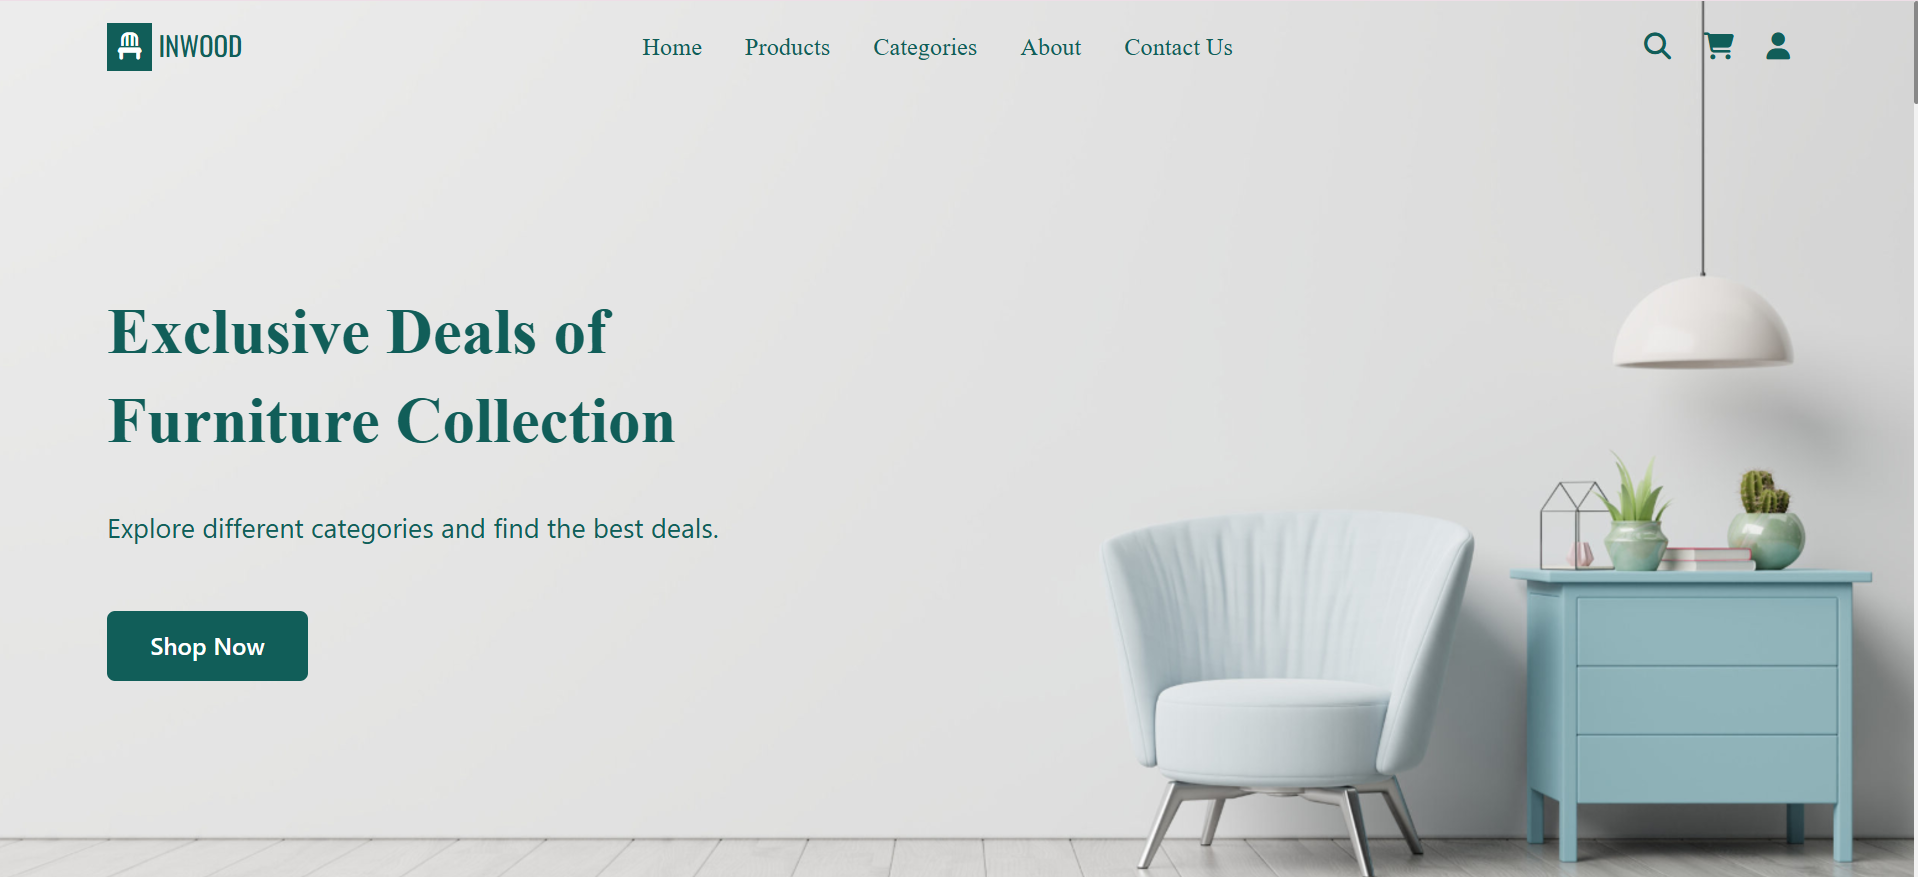 INWOOD
Home
Products
Categories
About
Contact Us
Exclusive Deals of
Furniture Collection
Explore different categories and find the best deals.
Shop Now